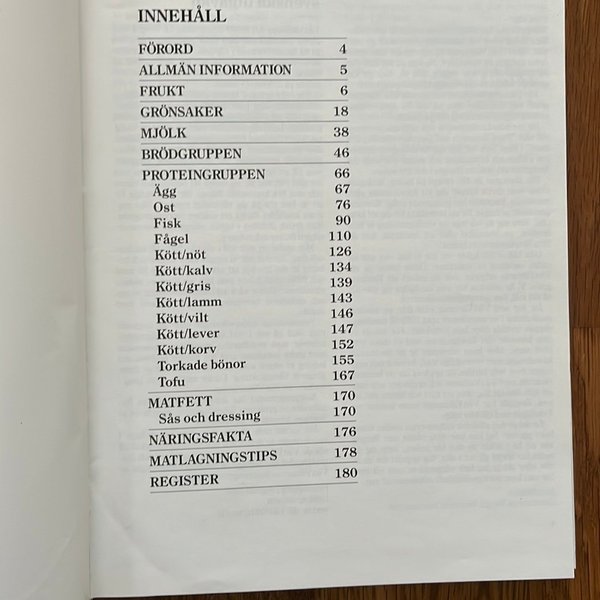 INNEHÅLL
FÖRORD 4
ALLMÄN INFORMATION 5
FRUKT 6
GRÖNSAKER 18
MJÖLK 38
BRÖDGRUPPEN 46
PROTEINGRUPPEN 66
Ägg 67
Ost 76
Fisk 90
Fågel 110
Kött/nöt 126
Kött/kalv 134
Kött/gris 139
Kött/lamm 143
Kött/vilt 146
Kött/lever 147
Kött/korv 152
Torkade bönor 155
Tofu 167
MATFETT 170
Sås och dressing 170
NÄRINGSFAKTA 176
MATLAGNINGSTIPS 178
REGISTER 180